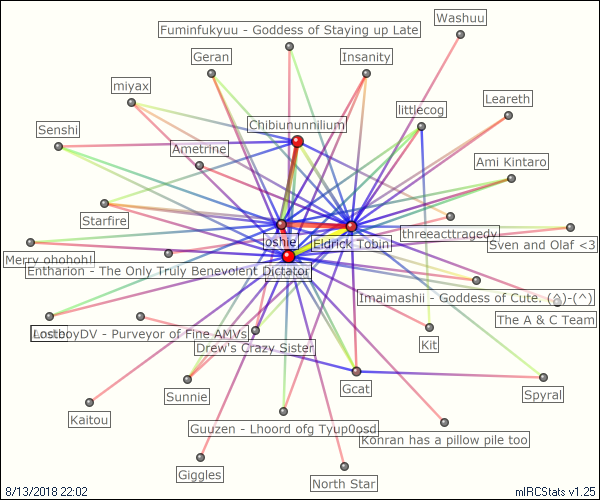 Washuu
Fuminfukyuu - Goddess of Staying up Late
Geran
Insanity
miyax
littlecog
Leareth
Chibiununnilium
Senshi
Ametrine
Ami Kintaro
Starfire
threeacttragedy
Joshie
Eldrick Tobin
Sven and Olaf <3
Merry ohohoh!
Entharion - The Only Truly Benevolent Dictator
Imaimashii - Goddess of Cute. (^)-(^)
The A & C Team
LostboyDV - Purveyor of Fine AMVs
Drew's Crazy Sister
Kit
Gcat
Sunnie
Spyral
Kaitou
Guuzen - Lhoord ofg Tyup0osd
Konran has a pillow pile too
Giggles
North Star
8/13/2018 22:02
mIRCStats v1.25